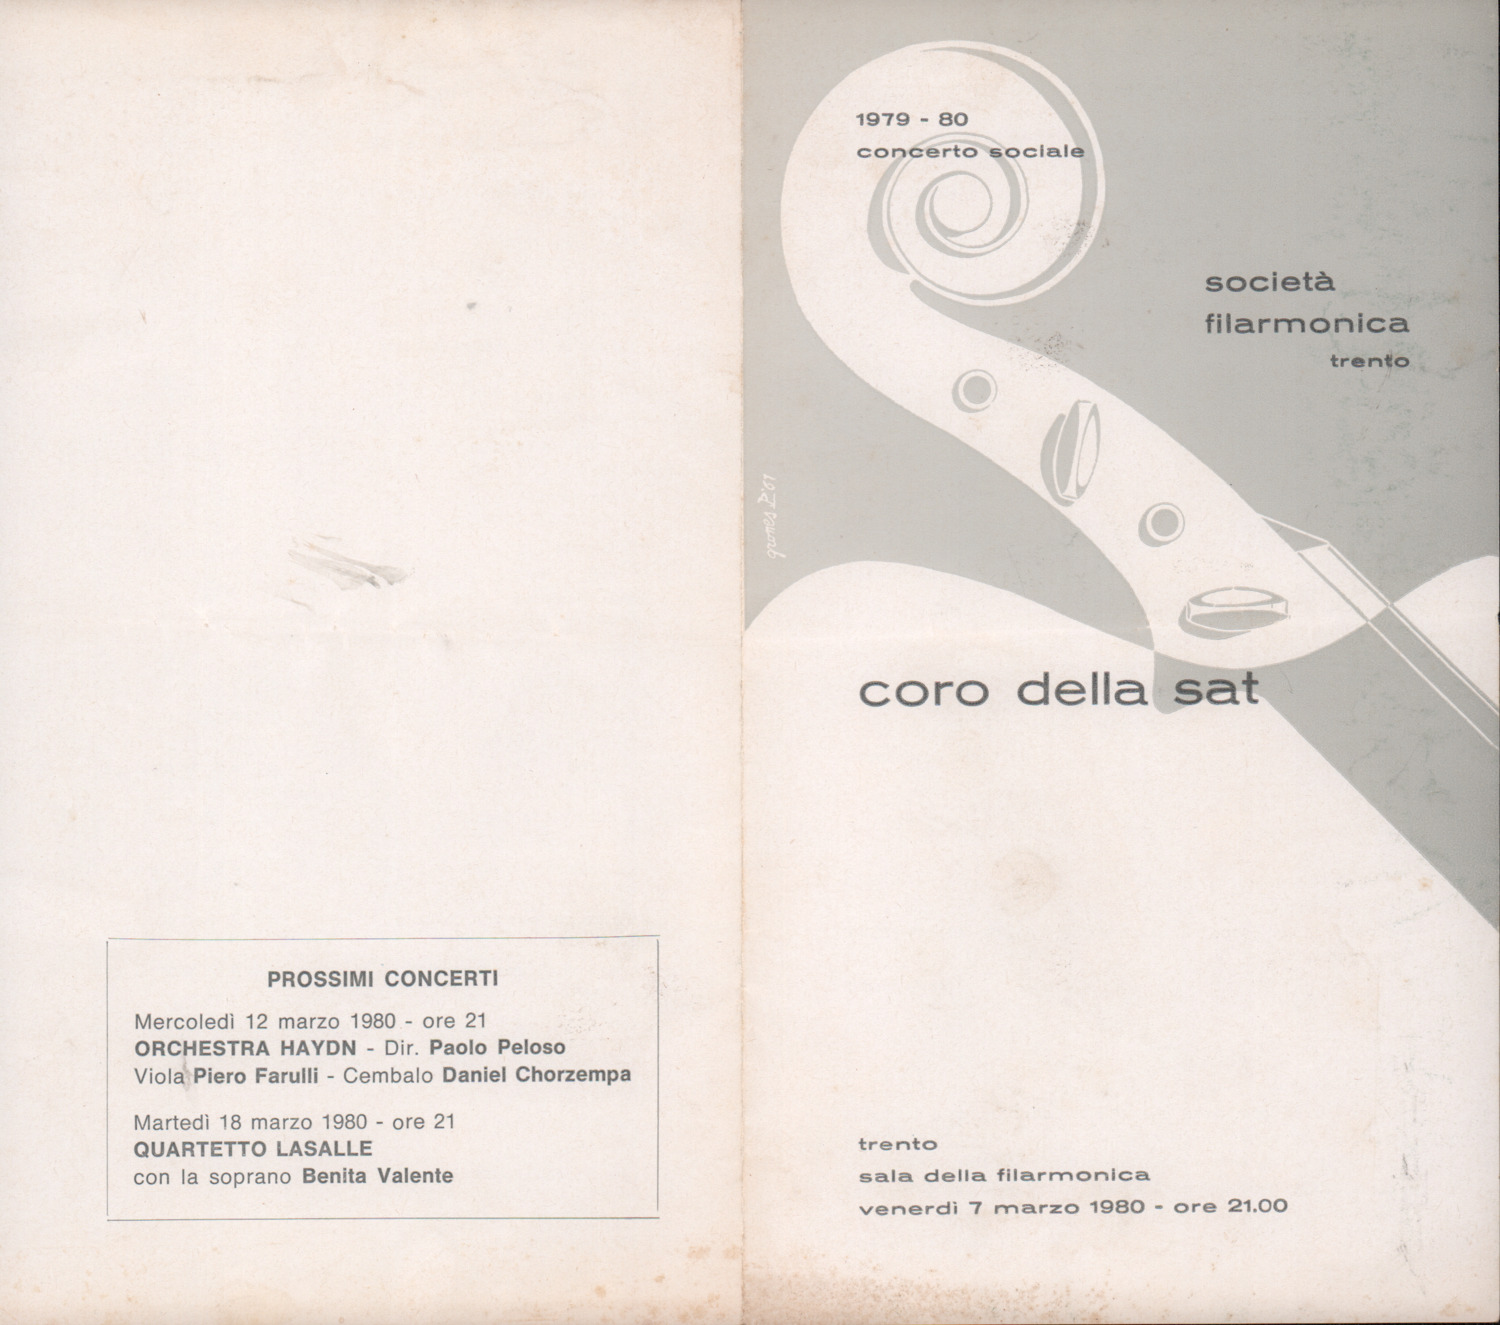 PROSSIMI CONCERTI
Mercoledì 12 marzo 1980 - ore 21
ORCHESTRA HAYDN - Dir. Paolo Peloso
Viola Piero Farulli - Cembalo Daniel Chorzempa
Martedì 18 marzo 1980 - ore 21
QUARTETTO LASALLE
con la soprano Benita Valente
1979 - 80
concerto sociale
società
filarmonica
trento
coro della sat
trento
sala della filarmonica
venerdì 7 marzo 1980 - ore 21.00